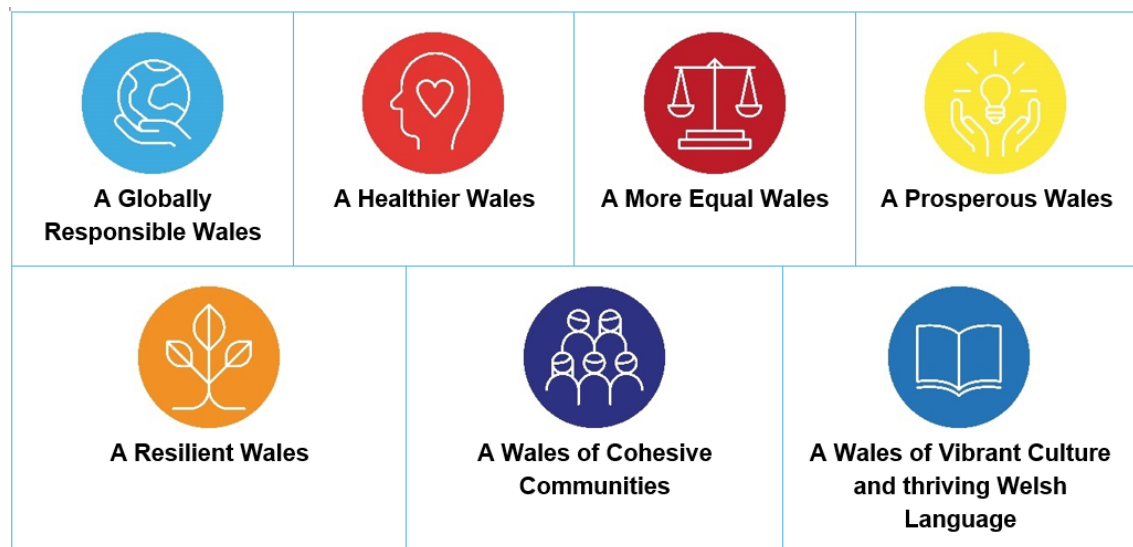 A Globally
Responsible Wales
A Healthier Wales
A More Equal Wales
A Prosperous Wales
A Resilient Wales
A Wales of Cohesive
Communities
A Wales of Vibrant Culture
and thriving Welsh
Language